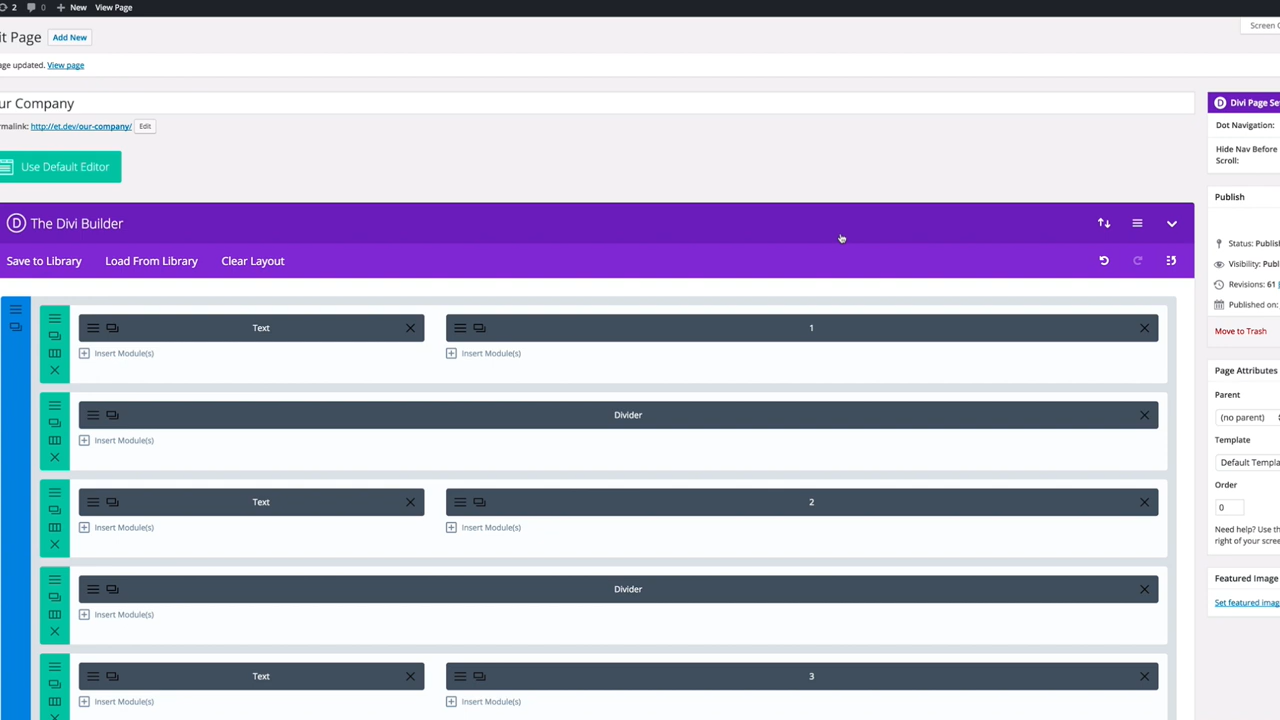 2 0 New View Page
Screen
it Page Add New
age updated. View page
ur Company
malink: http://et.dev/our-company/ Edit
Use Default Editor
D The Divi Builder
Save to Library Load From Library Clear Layout
Text 1
Insert Module(s) Insert Module(s)
Divider
Insert Module(s)
Text 2
Insert Module(s) Insert Module(s)
Divider
Insert Module(s)
Text 3
Insert Module(s) Insert Module(s)
D Divi Page Se
Dot Navigation:
Hide Nav Before
Scroll:
Publish
Status: Publis
Visibility: Publ
Revisions: 61
Published on:
Move to Trash
Page Attributes
Parent
(no parent)
Template
Default Templa
Order
0
Need help? Use th
right of your scree
Featured Image
Set featured imag